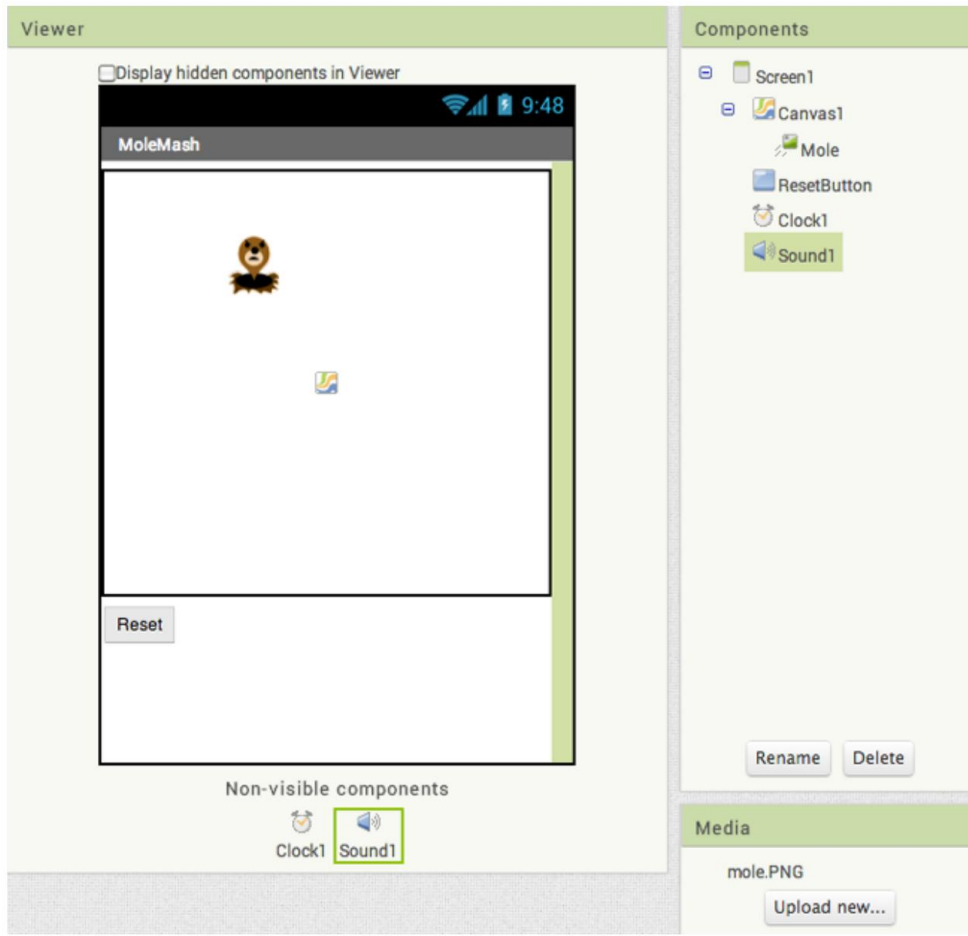 Viewer
Display hidden components in Viewer
9:48
MoleMash
Reset
Non-visible components
Clock1 Sound1
Components
Screen1
Canvas1
Mole
ResetButton
Clock1
Sound1
Rename Delete
Media
mole.PNG
Upload new...